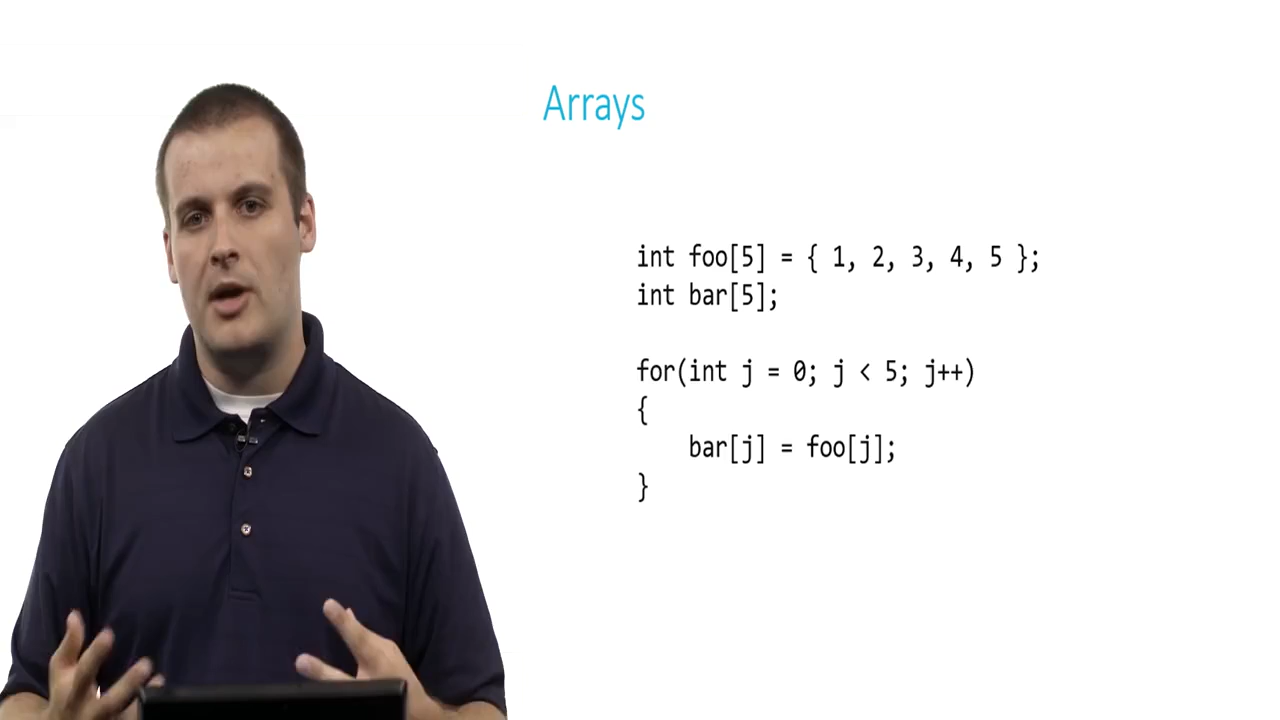 Arrays
int foo[5] = { 1, 2, 3, 4, 5 };
int bar[5];
for(int j = 0; j < 5; j++)
{
bar[j] = foo[j];
}